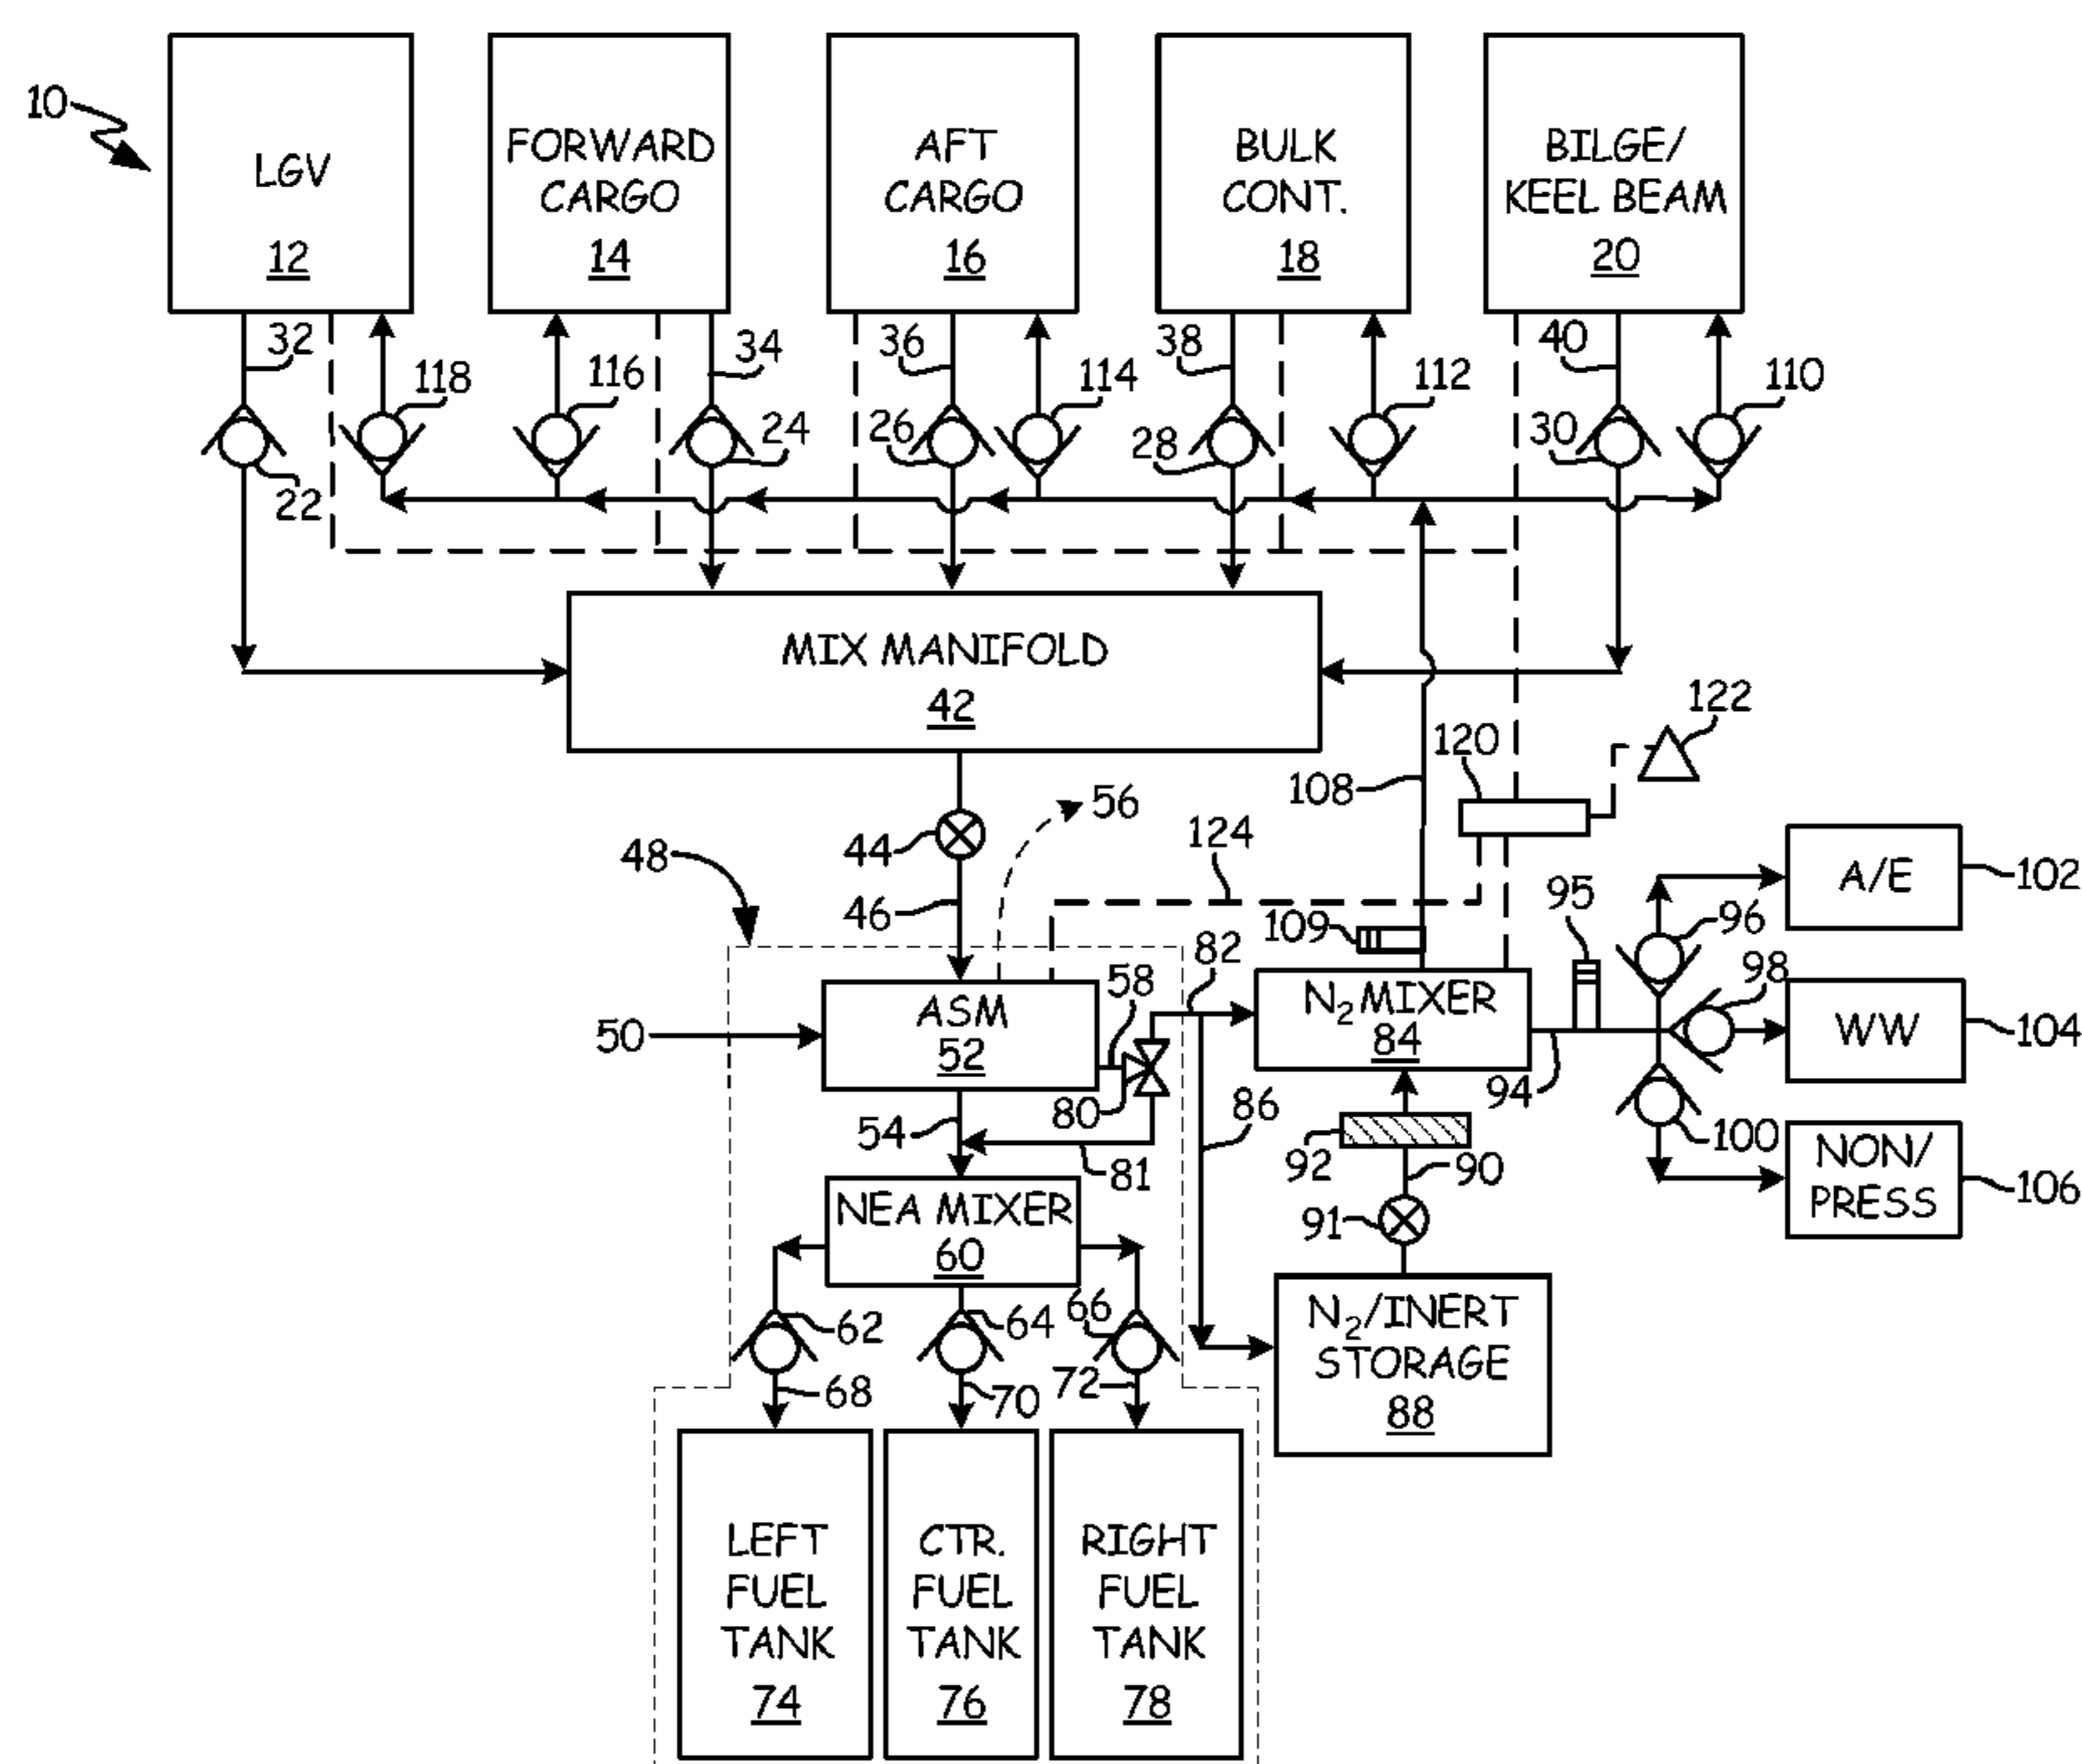 10
LGV
12
FORWARD
CARGO
14
AFT
CARGO
16
BULK
CONT.
18
BILGE/
KEEL BEAM
20
32
118
116
34
36
114
38
112
40
110
22
24
26
28
30
MIX MANIFOLD
42
122
120
108
56
124
44
48
46
95
A/E
102
96
109
82
58
98
50
ASM
52
N2 MIXER
84
WW
104
94
80
86
54
92
90
100
81
NON/
PRESS
106
NEA MIXER
60
91
62
64
66
N2/INERT
STORAGE
88
68
70
72
LEFT
FUEL
TANK
74
CTR.
FUEL
TANK
76
RIGHT
FUEL
TANK
78